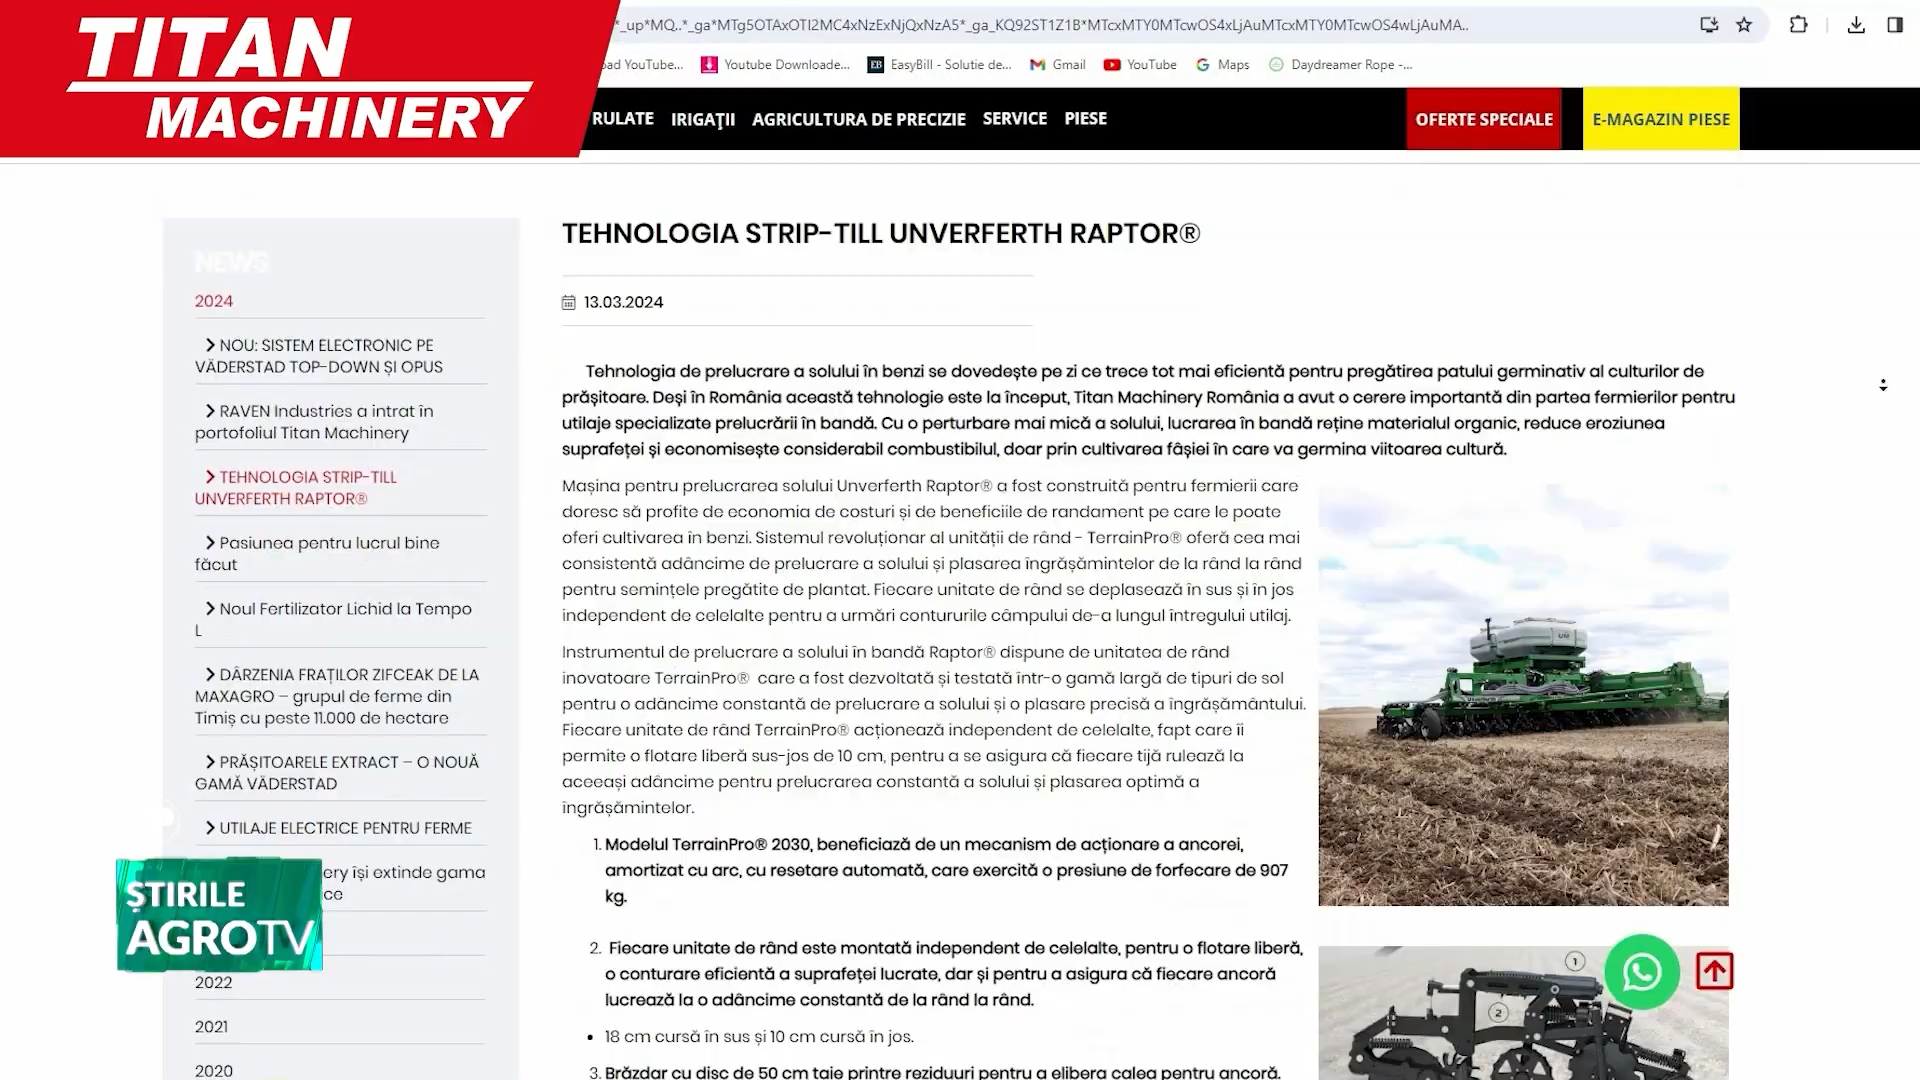 TITAN
MACHINERY
*_up*MQ..*_ga*MTg5OTAxOTI2MC4xNzExNjQxNzA5*_ga_KQ92ST1Z1B*MTcxMTY0MTcwOS4xLjAuMTcxMTY0MTcwOS4wLjAuMA..
oad YouTube... Youtube Downloade... EB EasyBill - Solutie de... Gmail YouTube Maps Daydreamer Rope -...
RULATE IRIGAȚII AGRICULTURA DE PRECIZIE SERVICE PIESE OFERTE SPECIALE E-MAGAZIN PIESE
NEWS
2024
NOU: SISTEM ELECTRONIC PE
VÄDERSTAD TOP-DOWN ȘI OPUS
RAVEN Industries a intrat în
portofoliul Titan Machinery
TEHNOLOGIA STRIP-TILL
UNVERFERTH RAPTOR®
Pasiunea pentru lucrul bine
făcut
Noul Fertilizator Lichid la Tempo
L
DÂRZENIA FRAȚILOR ZIFCEAK DE LA
MAXAGRO – grupul de ferme din
Timiș cu peste 11.000 de hectare
PRĂȘITOARELE EXTRACT – O NOUĂ
GAMĂ VÄDERSTAD
UTILAJE ELECTRICE PENTRU FERME
ery își extinde gama
ce
2022
2021
2020
ȘTIRILE
AGROTV
TEHNOLOGIA STRIP-TILL UNVERFERTH RAPTOR®
13.03.2024
Tehnologia de prelucrare a solului în benzi se dovedește pe zi ce trece tot mai eficientă pentru pregătirea patului germinativ al culturilor de
prășitoare. Deși în România această tehnologie este la început, Titan Machinery România a avut o cerere importantă din partea fermierilor pentru
utilaje specializate prelucrării în bandă. Cu o perturbare mai mică a solului, lucrarea în bandă reține materialul organic, reduce eroziunea
suprafeței și economisește considerabil combustibilul, doar prin cultivarea fâșiei în care va germina viitoarea cultură.
Mașina pentru prelucrarea solului Unverferth Raptor® a fost construită pentru fermierii care
doresc să profite de economia de costuri și de beneficiile de randament pe care le poate
oferi cultivarea în benzi. Sistemul revoluționar al unității de rând - TerrainPro® oferă cea mai
consistentă adâncime de prelucrare a solului și plasarea îngrășămintelor de la rând la rând
pentru semințele pregătite de plantat. Fiecare unitate de rând se deplasează în sus și în jos
independent de celelalte pentru a urmări contururile câmpului de-a lungul întregului utilaj.
Instrumentul de prelucrare a solului în bandă Raptor® dispune de unitatea de rând
inovatoare TerrainPro® care a fost dezvoltată și testată într-o gamă largă de tipuri de sol
pentru o adâncime constantă de prelucrare a solului și o plasare precisă a îngrășământului.
Fiecare unitate de rând TerrainPro® acționează independent de celelalte, fapt care îi
permite o flotare liberă sus-jos de 10 cm, pentru a se asigura că fiecare tijă rulează la
aceeași adâncime pentru prelucrarea constantă a solului și plasarea optimă a
îngrășămintelor.
1. Modelul TerrainPro® 2030, beneficiază de un mecanism de acționare a ancorei,
amortizat cu arc, cu resetare automată, care exercită o presiune de forfecare de 907
kg.
2. Fiecare unitate de rând este montată independent de celelalte, pentru o flotare liberă,
o conturare eficientă a suprafeței lucrate, dar și pentru a asigura că fiecare ancoră
lucrează la o adâncime constantă de la rând la rând.
• 18 cm cursă în sus și 10 cm cursă în jos.
3. Brăzdar cu disc de 50 cm taie printre reziduuri pentru a elibera calea pentru ancoră.
1
2